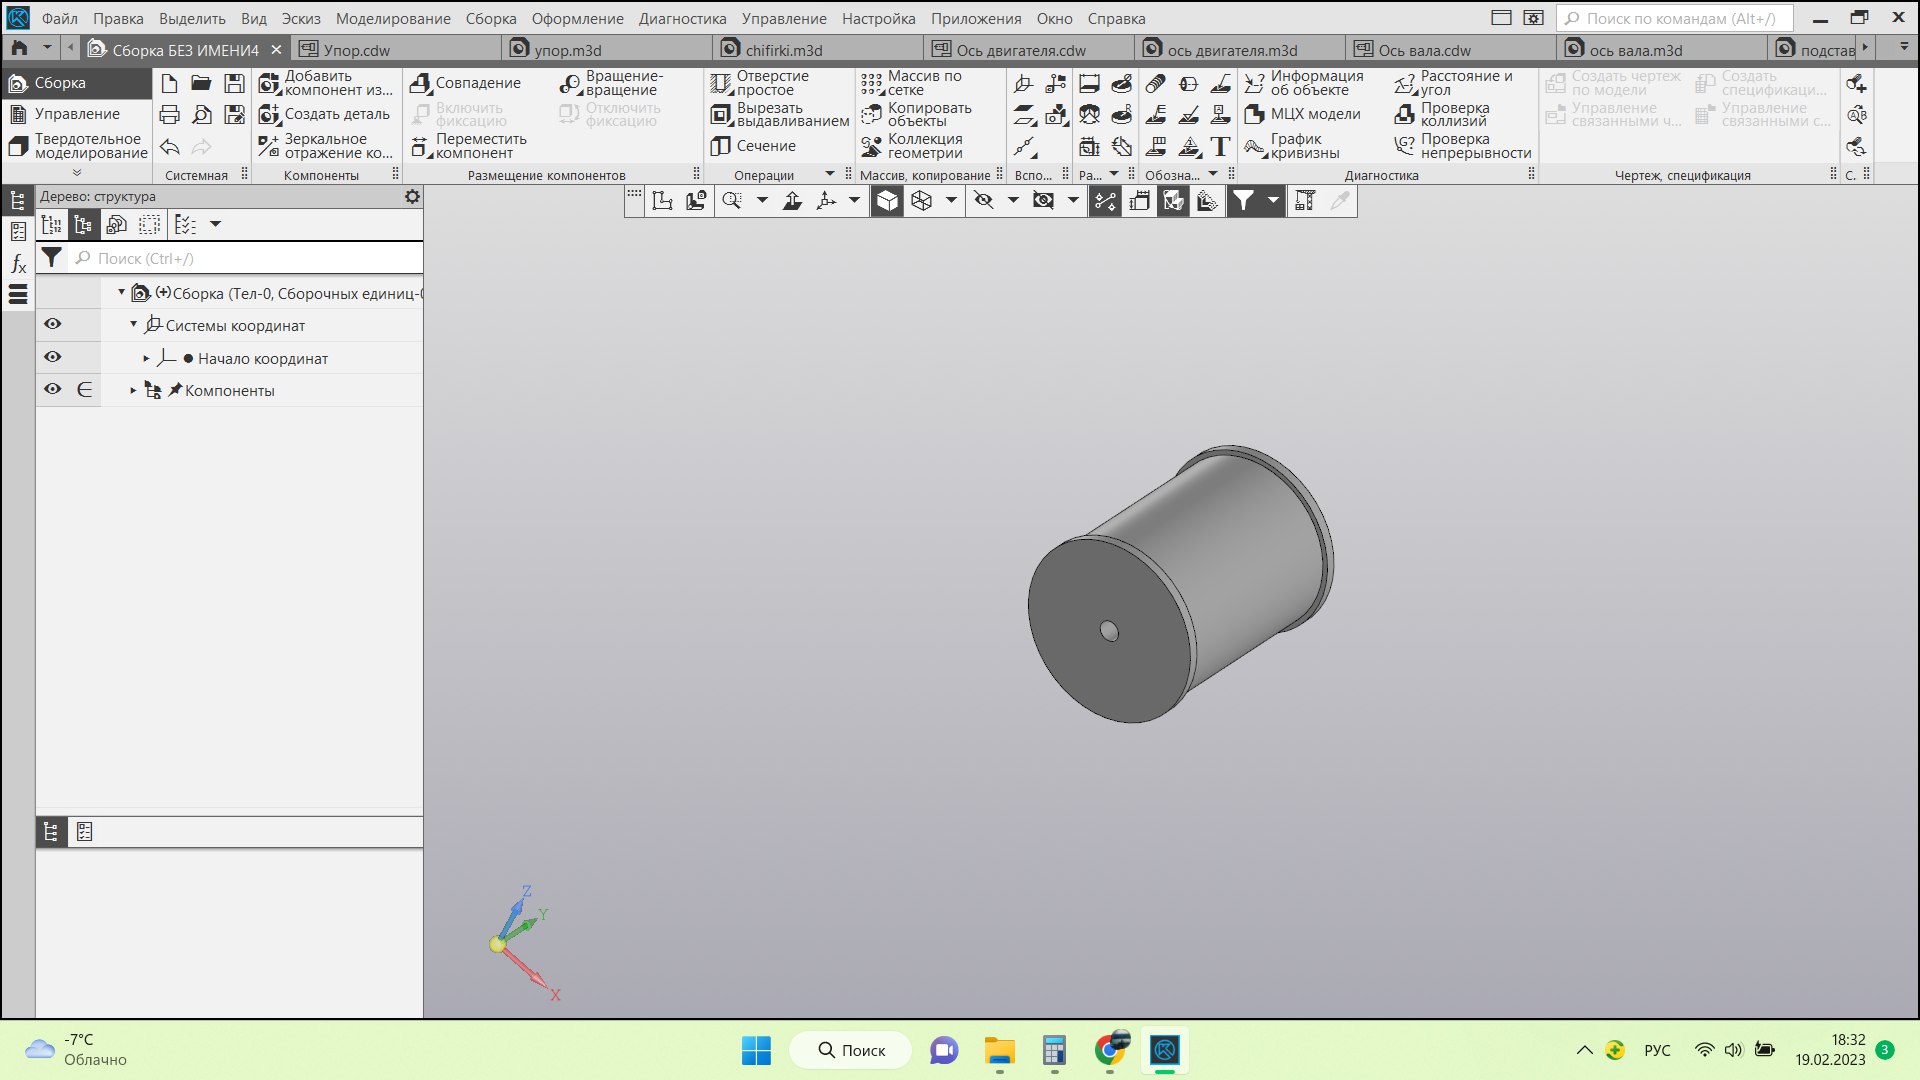 Файл Правка Выделить Вид Эскиз Моделирование Сборка Оформление Диагностика Управление Настройка Приложения Окно Справка Поиск по командам (Alt+/)
Сборка БЕЗ ИМЕНИ4 Упор.cdw упор.m3d chifirki.m3d Ось двигателя.cdw ось двигателя.m3d Ось вала.cdw ось вала.m3d подстав
Сборка
Управление
Твердотельное
моделирование
Системная
Добавить
компонент из...
Создать деталь
Зеркальное
отражение ко...
Компоненты
Совпадение
Включить
фиксацию
Переместить
компонент
Вращение-
вращение
Отключить
фиксацию
Размещение компонентов
Отверстие
простое
Вырезать
выдавливанием
Сечение
Операции
Массив по
сетке
Копировать
объекты
Коллекция
геометрии
Массив, копирование
Вспо...
Ра...
Обозна...
Информация
об объекте
МЦХ модели
График
кривизны
Расстояние и
угол
Проверка
коллизий
Проверка
непрерывности
Диагностика
Создать чертеж
по модели
Управление
связанными ч...
Создать
спецификаци...
Управление
связанными с...
Чертеж, спецификация
С.
Дерево: структура
Поиск (Ctrl+/)
(+)Сборка (Тел-0, Сборочных единиц-0
Системы координат
Начало координат
Компоненты
Z
Y
X
-7°C
Облачно
Поиск
РУС
18:32
19.02.2023
3